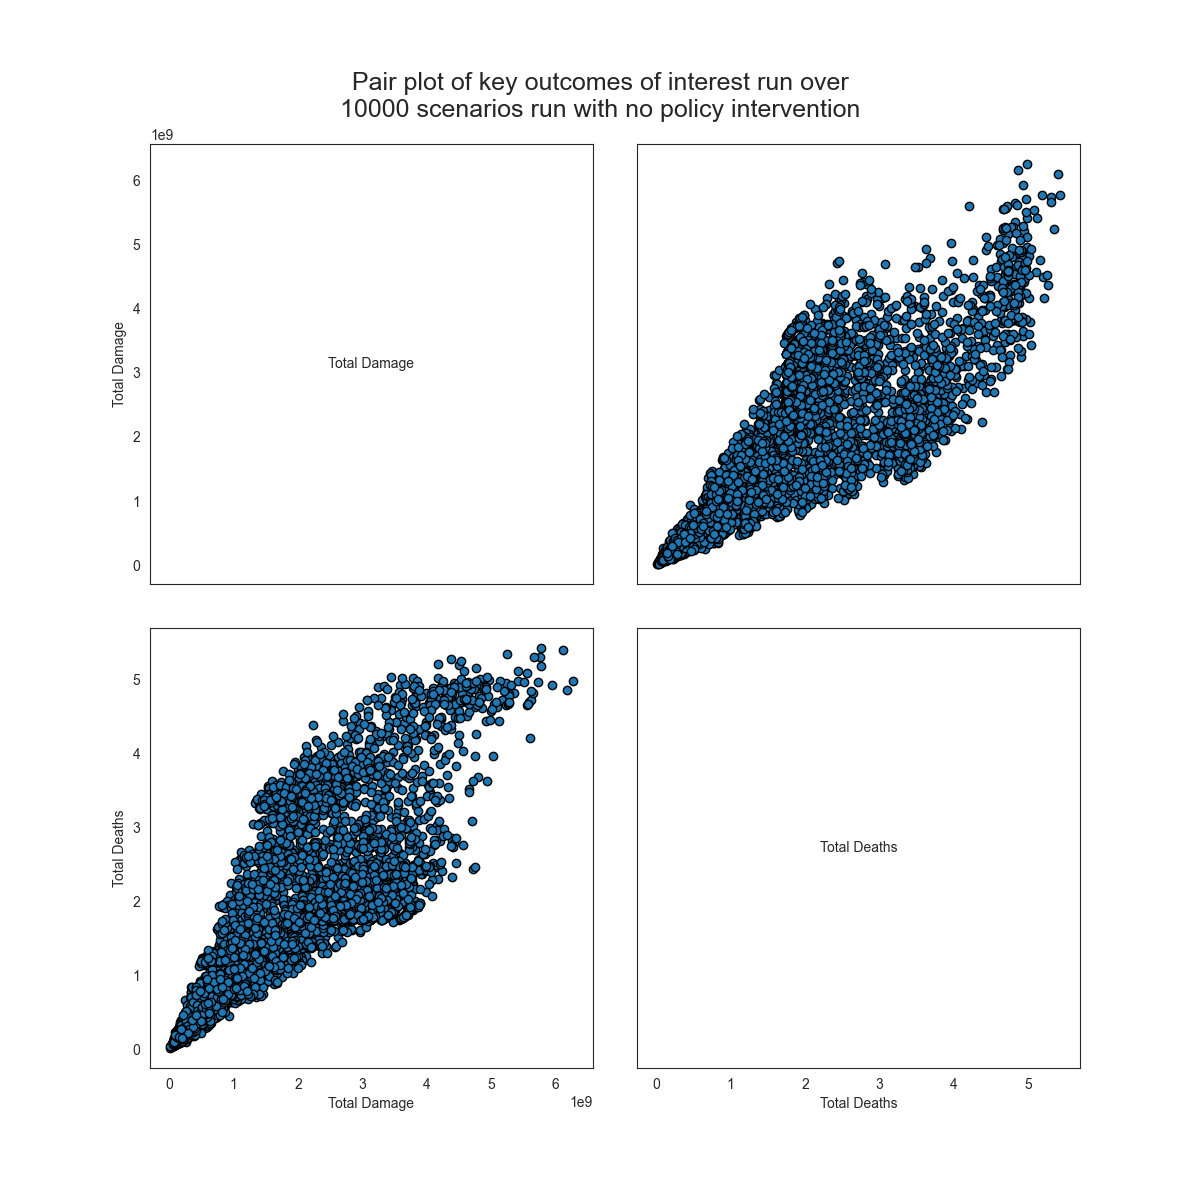 Pair plot of key outcomes of interest run over
10000 scenarios run with no policy intervention
1e9
6
5
4
3
2
1
0
Total Damage
Total Damage
5
4
3
2
1
0
Total Deaths
Total Deaths
0 1 2 3 4 5 6
1e9
Total Damage
0 1 2 3 4 5
Total Deaths